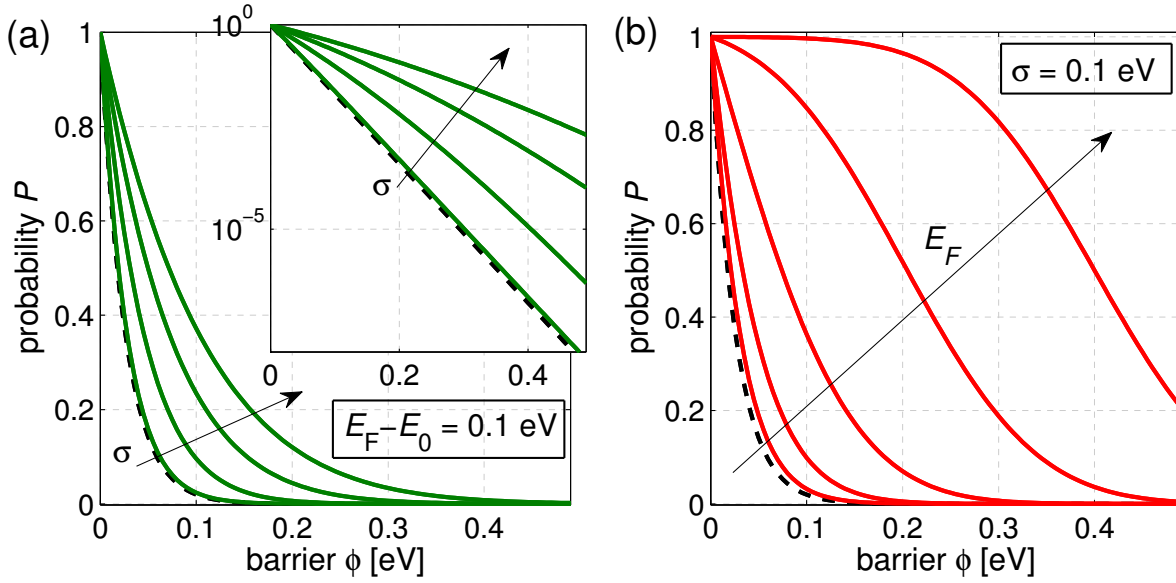 (a)
probability P
1
0.8
0.6
0.4
0.2
0
0 0.1 0.2 0.3 0.4
barrier ϕ [eV]
σ
E_F−E_0 = 0.1 eV
10^0
10^-5
0 0.2 0.4
σ
(b)
probability P
1
0.8
0.6
0.4
0.2
0
0 0.1 0.2 0.3 0.4
barrier ϕ [eV]
σ = 0.1 eV
E_F